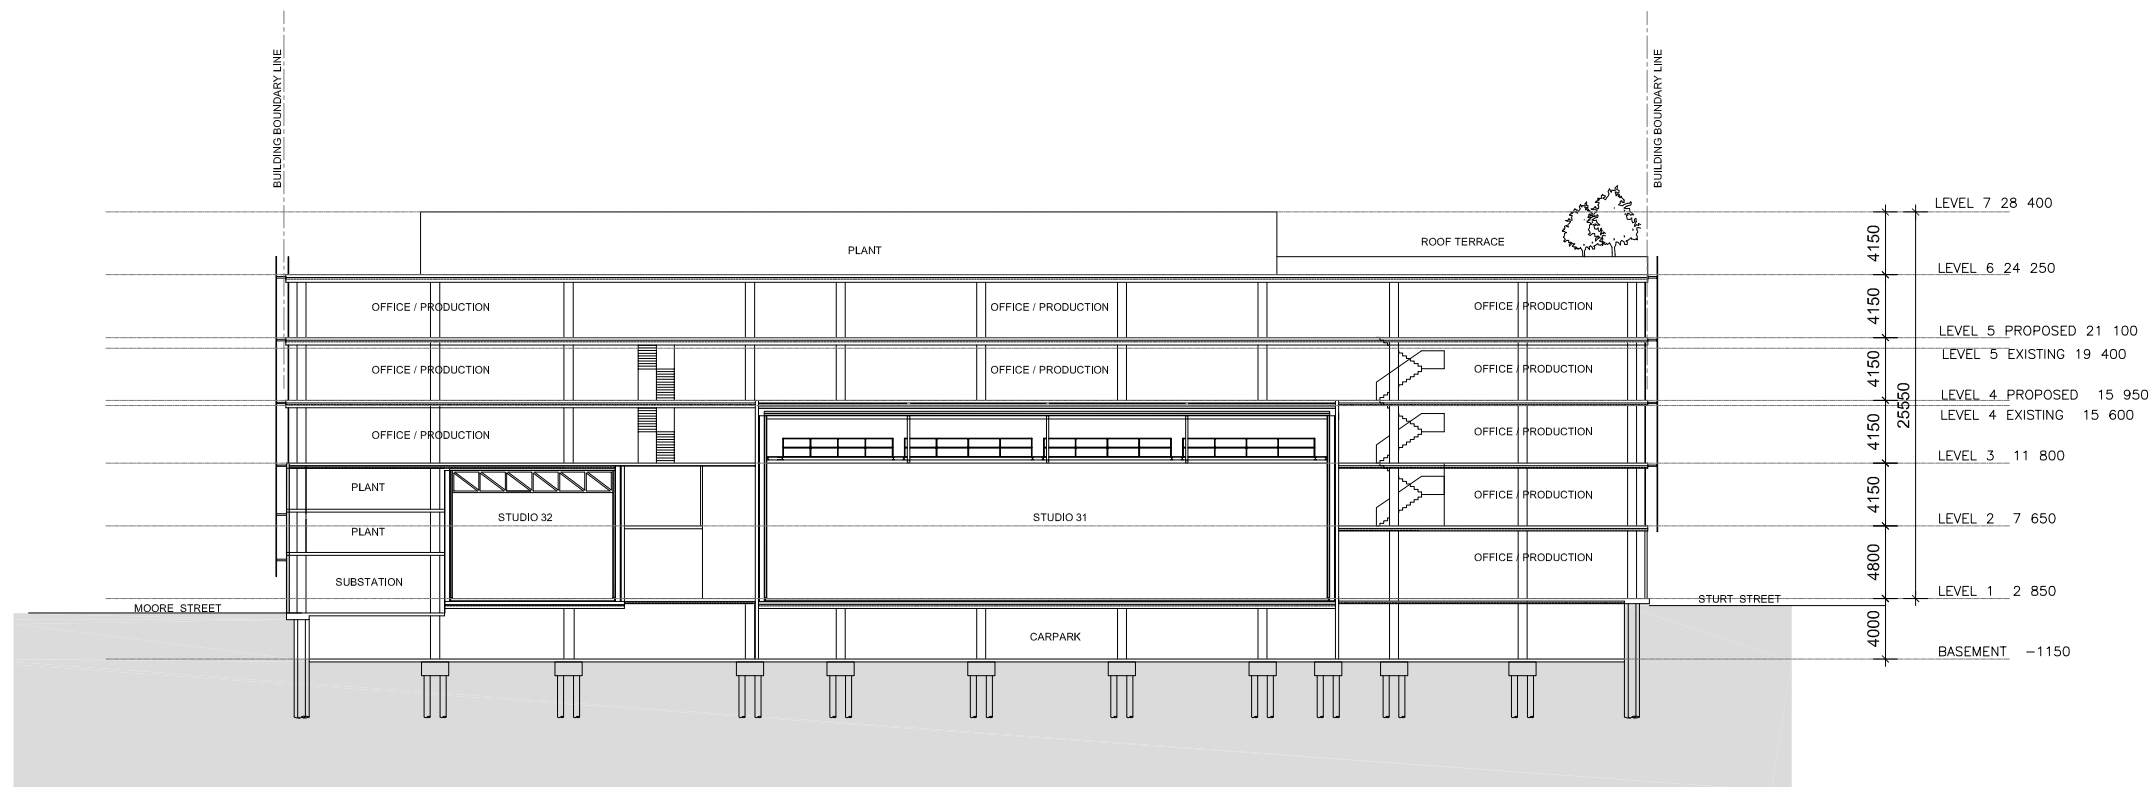 BUILDING BOUNDARY LINE
BUILDING BOUNDARY LINE
LEVEL 7 28 400
ROOF TERRACE
PLANT
4150
LEVEL 6 24 250
OFFICE / PRODUCTION
OFFICE / PRODUCTION
OFFICE / PRODUCTION
4150
LEVEL 5 PROPOSED 21 100
LEVEL 5 EXISTING 19 400
OFFICE / PRODUCTION
OFFICE / PRODUCTION
OFFICE / PRODUCTION
4150
25550
LEVEL 4 PROPOSED 15 950
LEVEL 4 EXISTING 15 600
OFFICE / PRODUCTION
OFFICE / PRODUCTION
4150
LEVEL 3 11 800
PLANT
OFFICE / PRODUCTION
4150
STUDIO 32
STUDIO 31
LEVEL 2 7 650
PLANT
OFFICE / PRODUCTION
4800
SUBSTATION
LEVEL 1 2 850
MOORE STREET
STURT STREET
CARPARK
4000
BASEMENT -1150